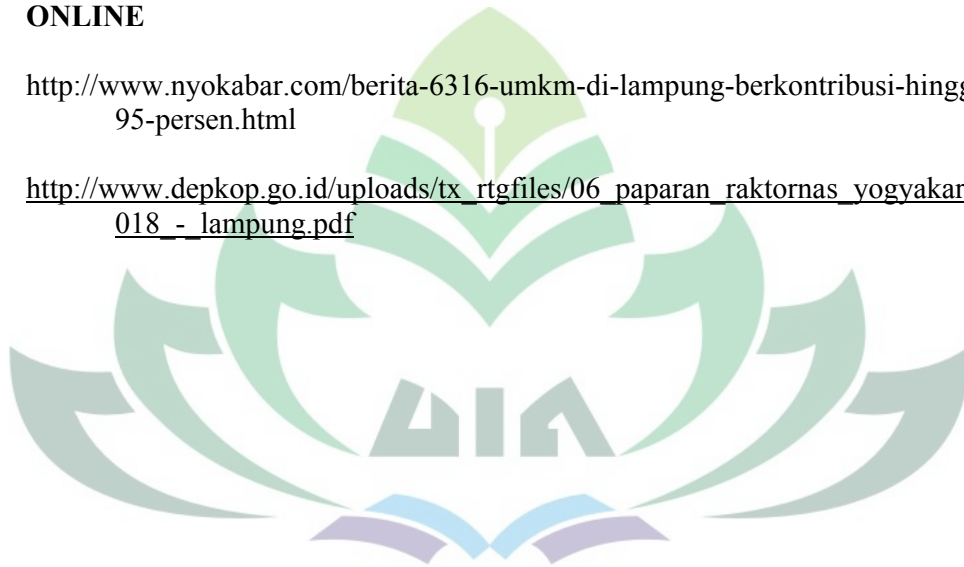 ONLINE
http://www.nyokabar.com/berita-6316-umkm-di-lampung-berkontribusi-hingg
95-persen.html
http://www.depkop.go.id/uploads/tx_rtgfiles/06_paparan_raktornas_yogyakar
018_-_lampung.pdf
UIN